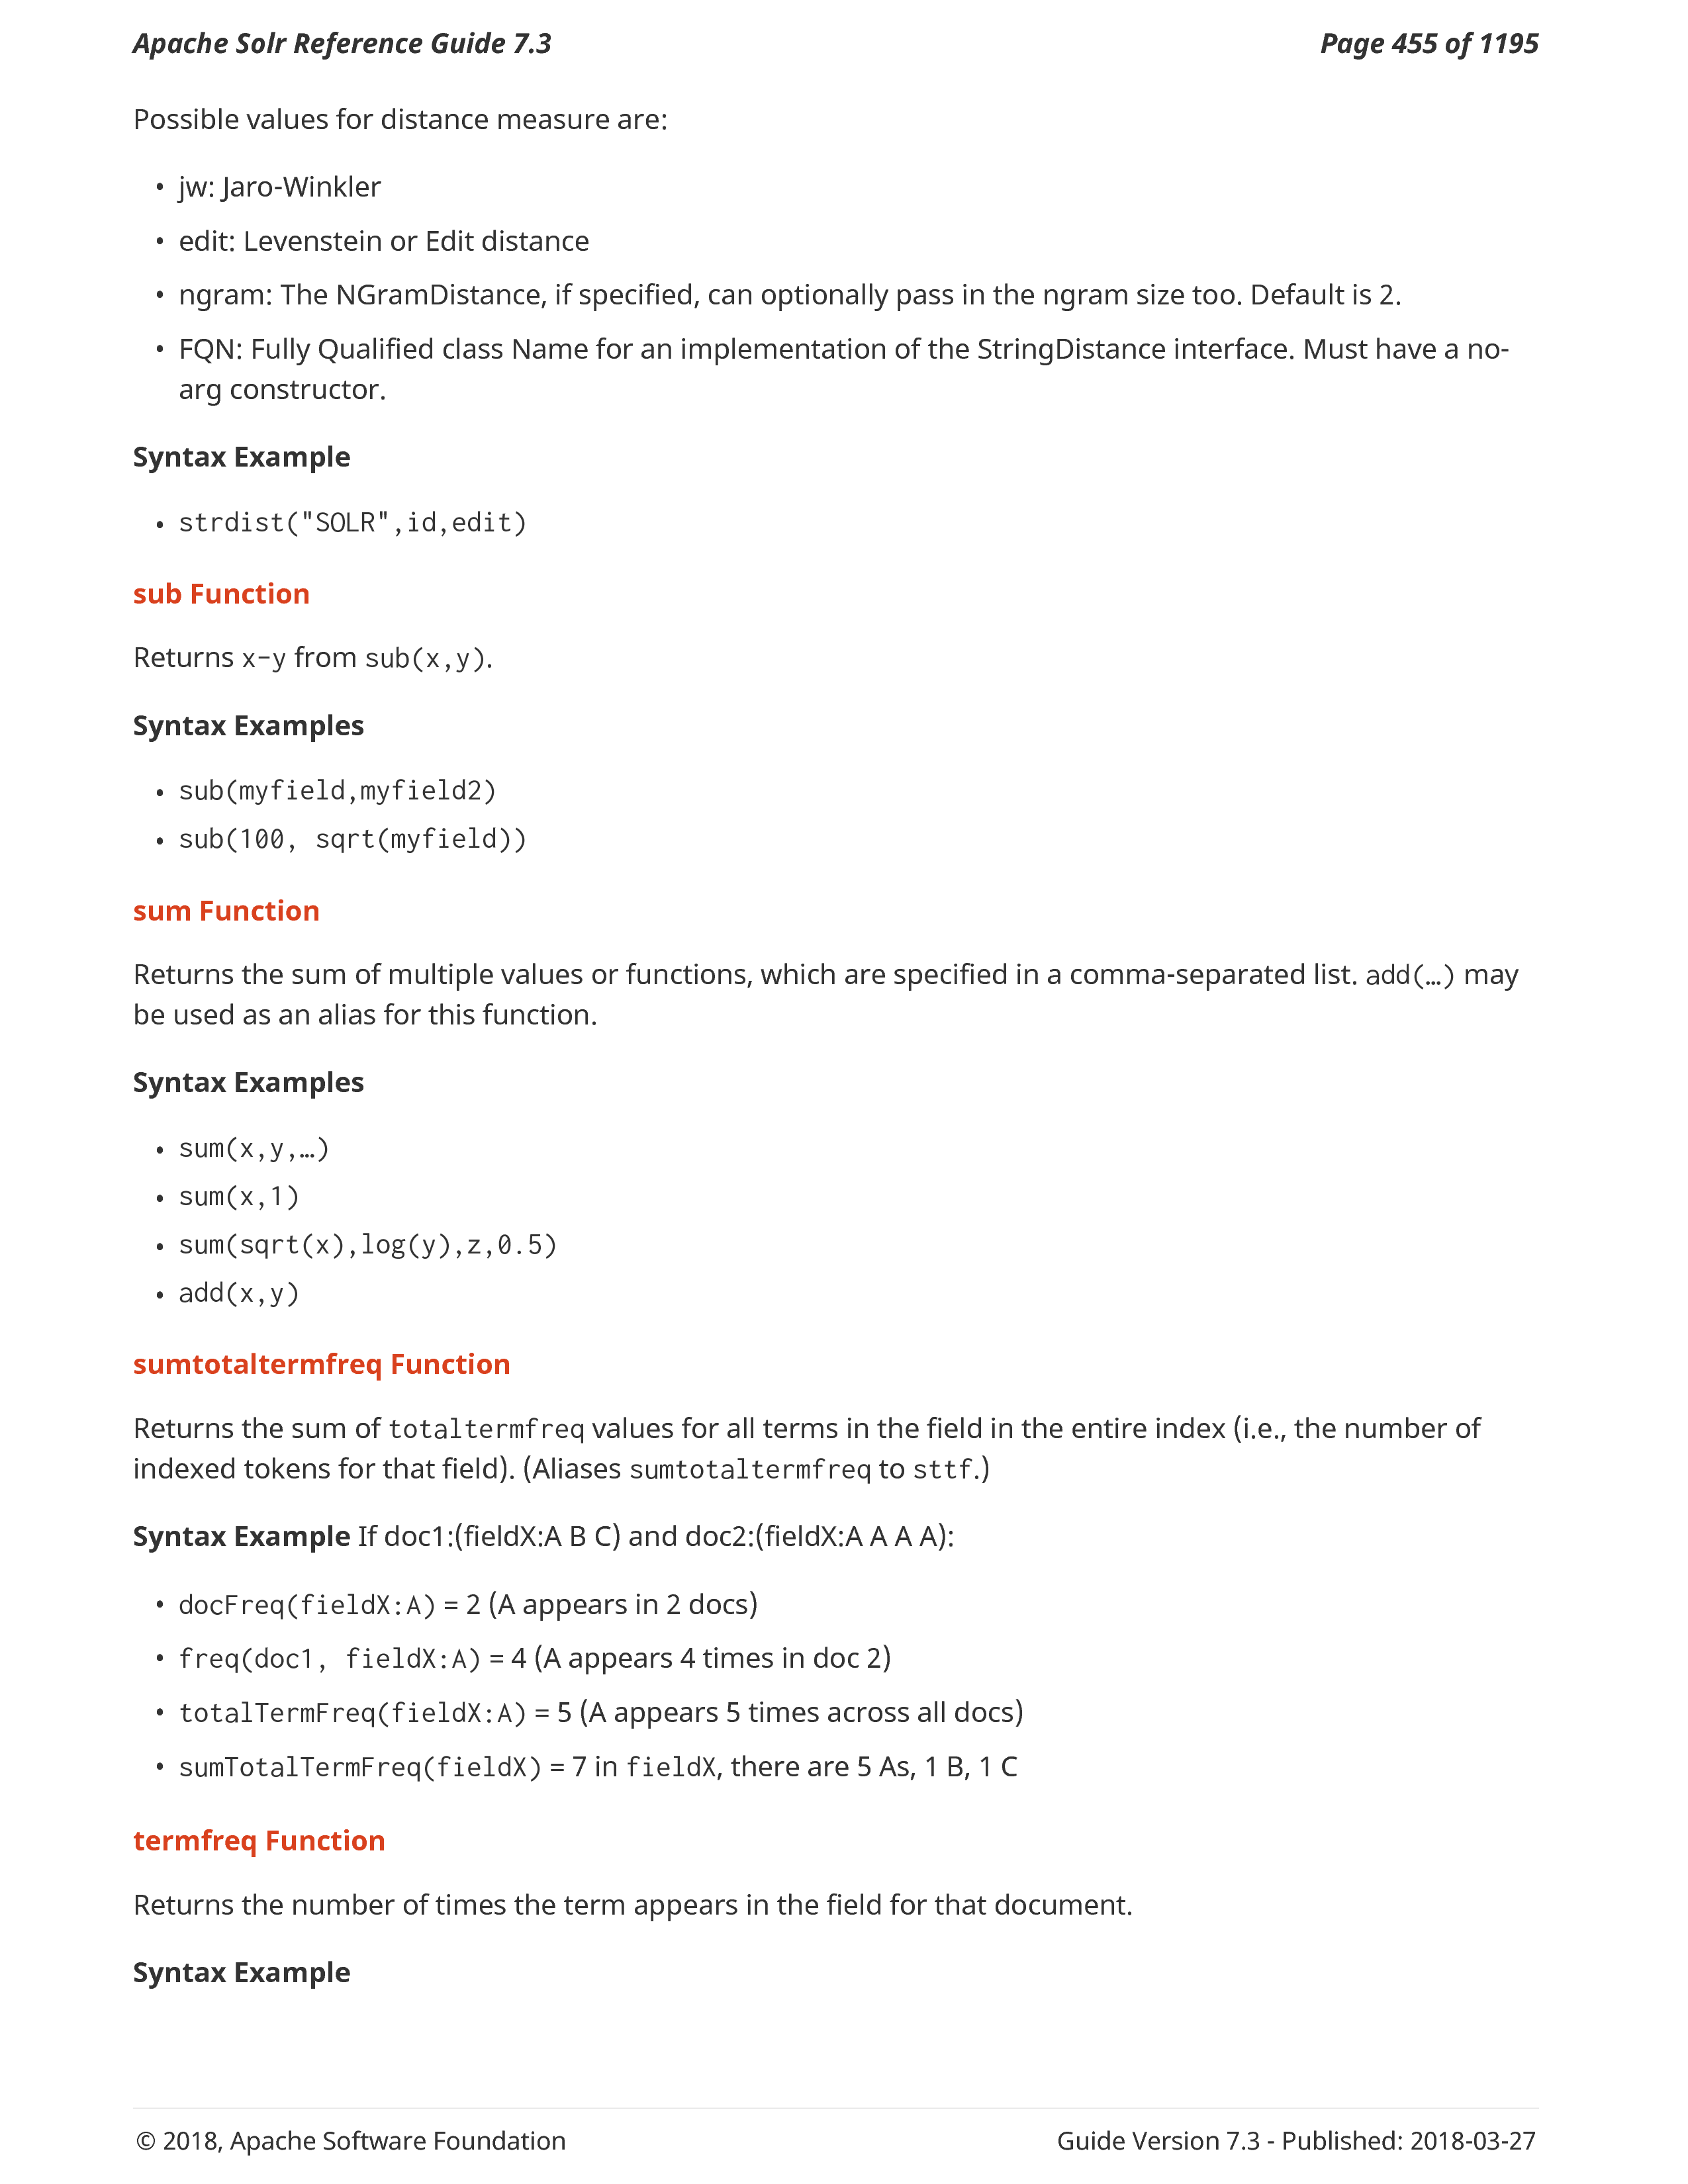 Apache Solr Reference Guide 7.3 Page 455 of 1195
Possible values for distance measure are:
• jw: Jaro-Winkler
• edit: Levenstein or Edit distance
• ngram: The NGramDistance, if specified, can optionally pass in the ngram size too. Default is 2.
• FQN: Fully Qualified class Name for an implementation of the StringDistance interface. Must have a no-
arg constructor.
Syntax Example
• strdist("SOLR",id,edit)
sub Function
Returns x-y from sub(x,y).
Syntax Examples
• sub(myfield,myfield2)
• sub(100, sqrt(myfield))
sum Function
Returns the sum of multiple values or functions, which are specified in a comma-separated list. add(…) may
be used as an alias for this function.
Syntax Examples
• sum(x,y,…)
• sum(x,1)
• sum(sqrt(x),log(y),z,0.5)
• add(x,y)
sumtotaltermfreq Function
Returns the sum of totaltermfreq values for all terms in the field in the entire index (i.e., the number of
indexed tokens for that field). (Aliases sumtotaltermfreq to sttf.)
Syntax Example If doc1:(fieldX:A B C) and doc2:(fieldX:A A A A):
• docFreq(fieldX:A) = 2 (A appears in 2 docs)
• freq(doc1, fieldX:A) = 4 (A appears 4 times in doc 2)
• totalTermFreq(fieldX:A) = 5 (A appears 5 times across all docs)
• sumTotalTermFreq(fieldX) = 7 in fieldX, there are 5 As, 1 B, 1 C
termfreq Function
Returns the number of times the term appears in the field for that document.
Syntax Example
© 2018, Apache Software Foundation Guide Version 7.3 - Published: 2018-03-27